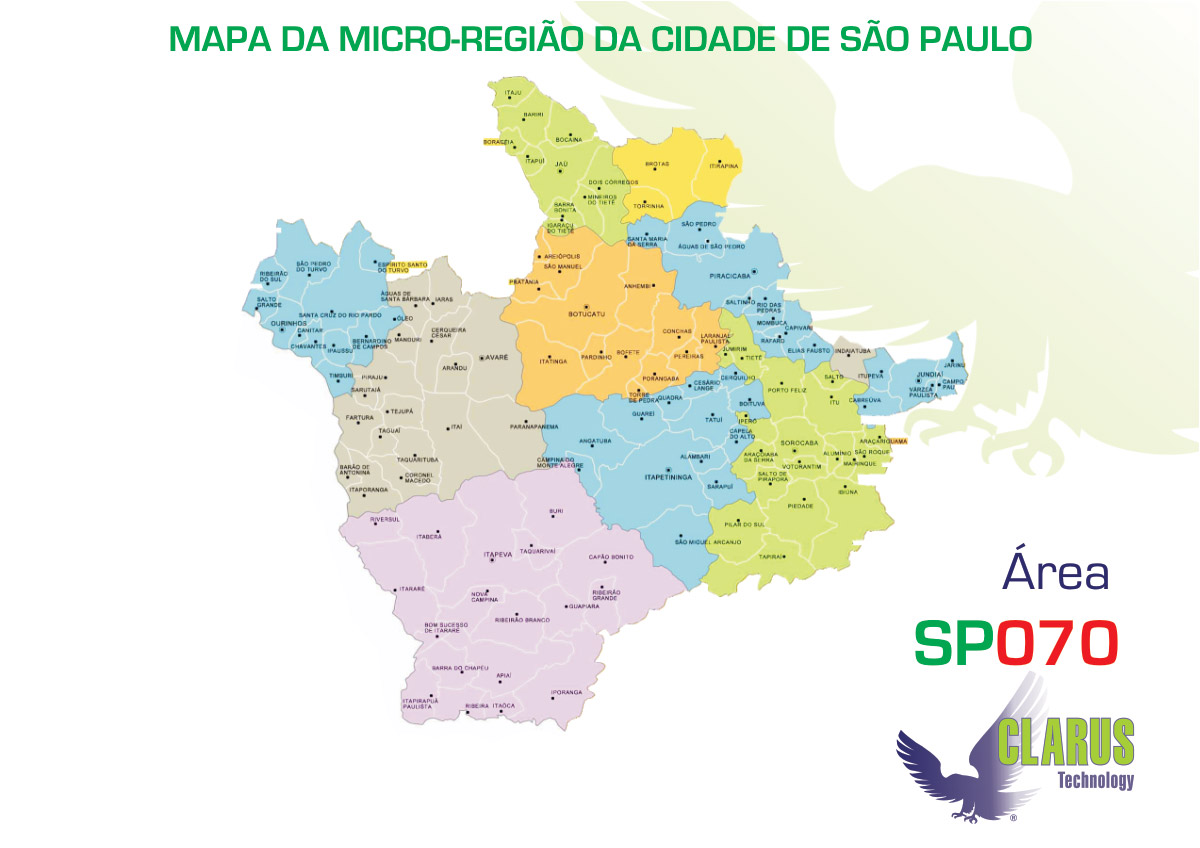 MAPA DA MICRO-REGIÃO DA CIDADE DE SÃO PAULO
ITAJU
BARIRI
BOCAINA
BORACÉIA
ITAPUÍ
JAÚ
DOIS CÓRREGOS
MINEIROS
DO TIETÊ
BARRA
BONITA
IGARAÇU
DO TIETÊ
BROTAS
ITIRAPINA
TORRINHA
SÃO PEDRO
SANTA MARIA
DA SERRA
ÁGUAS DE SÃO PEDRO
PIRACICABA
SALTINHO
RIO DAS
PEDRAS
MOMBUCA
CAPIVARI
RAFARD
ELIAS FAUSTO
INDAIATUBA
ITUPEVA
JUNDIAÍ
JARINU
CAMPO
PAU
VÁRZEA
PAULISTA
CABREÚVA
SÃO PEDRO
DO TURVO
ESPIRITO SANTO
DO TURVO
RIBEIRÃO
DO SUL
SALTO
GRANDE
SANTA CRUZ DO RIO PARDO
OURINHOS
CANITAR
CHAVANTES
IPAUSSU
BERNARDINO
DE CAMPOS
ÓLEO
TIMBURI
ÁGUAS DE
SANTA BÁRBARA
IARAS
MANDURI
CERQUEIRA
CÉSAR
AVARÉ
ARANDU
PIRAJU
SARUTAIÁ
TEJUPÁ
FARTURA
TAGUAÍ
ITAÍ
PARANAPANEMA
TAQUARITUBA
BARÃO DE
ANTONINA
CORONEL
MACEDO
ITAPORANGA
AREIÓPOLIS
SÃO MANUEL
PRATÂNIA
ANHEMBI
BOTUCATU
CONCHAS
LARANJAL
PAULISTA
ITATINGA
PARDINHO
BOFETE
PEREIRAS
PORANGABA
TORRE
DE PEDRA
JUMIRIM
TIETÊ
CERQUILHO
CESÁRIO
LANGE
QUADRA
GUAREÍ
TATUÍ
BOITUVA
IPERÓ
CAPELA
DO ALTO
ANGATUBA
ALAMBARI
CAMPINA DO
MONTE ALEGRE
ITAPETININGA
SARAPUÍ
SÃO MIGUEL ARCANJO
PORTO FELIZ
SALTO
ITU
SOROCABA
ARAÇARIGUAMA
ARAÇOIABA
DA SERRA
ALUMÍNIO
SÃO ROQUE
MAIRINQUE
VOTORANTIM
SALTO DE
PIRAPORA
IBIÚNA
PIEDADE
PILAR DO SUL
TAPIRAÍ
RIVERSUL
BURI
ITABERÁ
ITAPEVA
TAQUARIVAÍ
CAPÃO BONITO
ITARARÉ
NOVA
CAMPINA
RIBEIRÃO
GRANDE
GUAPIARA
RIBEIRÃO BRANCO
BOM SUCESSO
DE ITARARÉ
BARRA DO CHAPÉU
APIAÍ
IPORANGA
ITAPIRAPUÃ
PAULISTA
RIBEIRA
ITAÓCA
Área
SP070
CLARUS
Technology
®